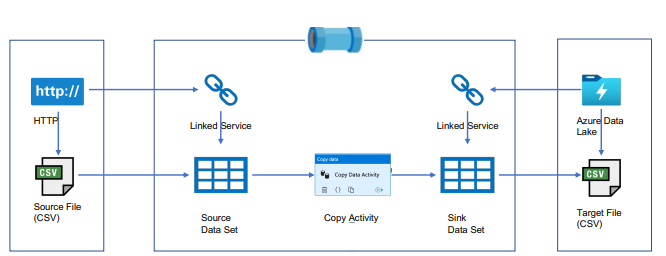 http://
HTTP
CSV
Source File
(CSV)
Linked Service
Source
Data Set
Copy data
Copy Data Activity
{}
Copy Activity
Linked Service
Sink
Data Set
Azure Data
Lake
CSV
Target File
(CSV)